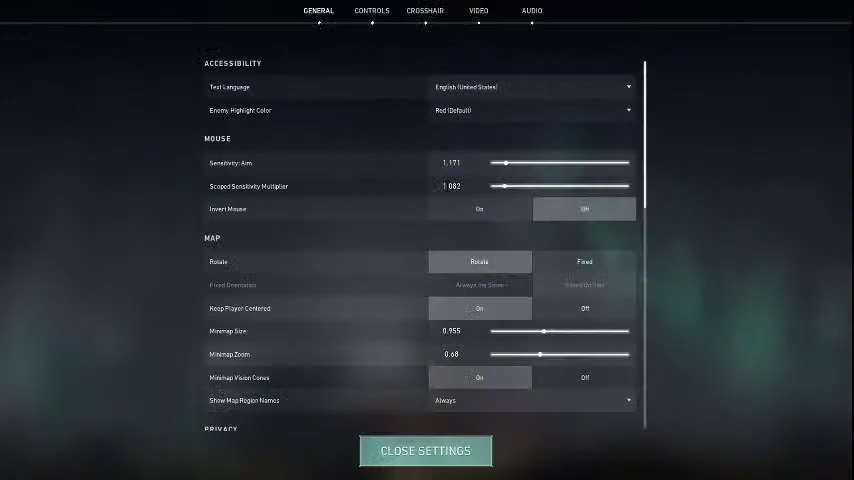 GENERAL CONTROLS CROSSHAIR VIDEO AUDIO
ACCESSIBILITY
Text Language English (United States)
Enemy Highlight Color Red (Default)
MOUSE
Sensitivity: Aim 1.171
Scoped Sensitivity Multiplier 1.082
Invert Mouse On Off
MAP
Rotate Rotate Fixed
Fixed Orientation Always the Same Based On Side
Keep Player Centered On Off
Minimap Size 0.955
Minimap Zoom 0.68
Minimap Vision Cones On Off
Show Map Region Names Always
PRIVACY
CLOSE SETTINGS